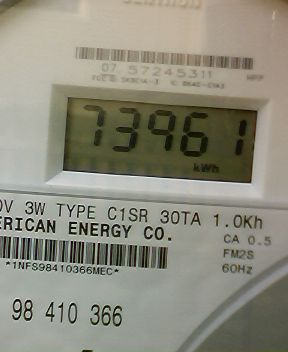 07 57245311
73961
kWh
0V 3W TYPE C1SR 30TA 1.0Kh
ERICAN ENERGY CO.
CA 0.5
FM2S
*1NFS98410366MEC*
60Hz
98 410 366